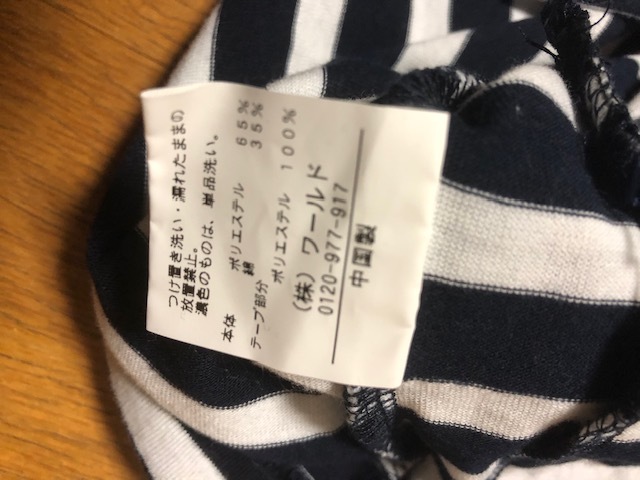 つけ置き洗い・濡れたままの
放置禁止。
濃色のものは、単品洗い。
本体 ポリエステル 65%
綿 35%
テープ部分
ポリエステル 100%
(株)ワールド
0120-977-917
中国製